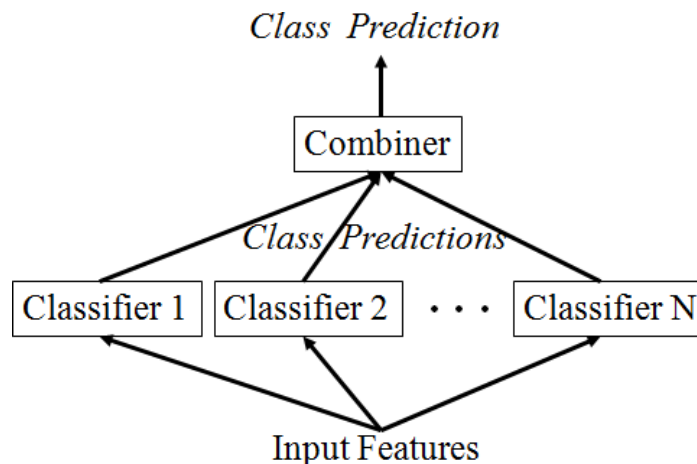 Class Prediction
Combiner
Class Predictions
Classifier 1 Classifier 2 · · · Classifier N
Input Features